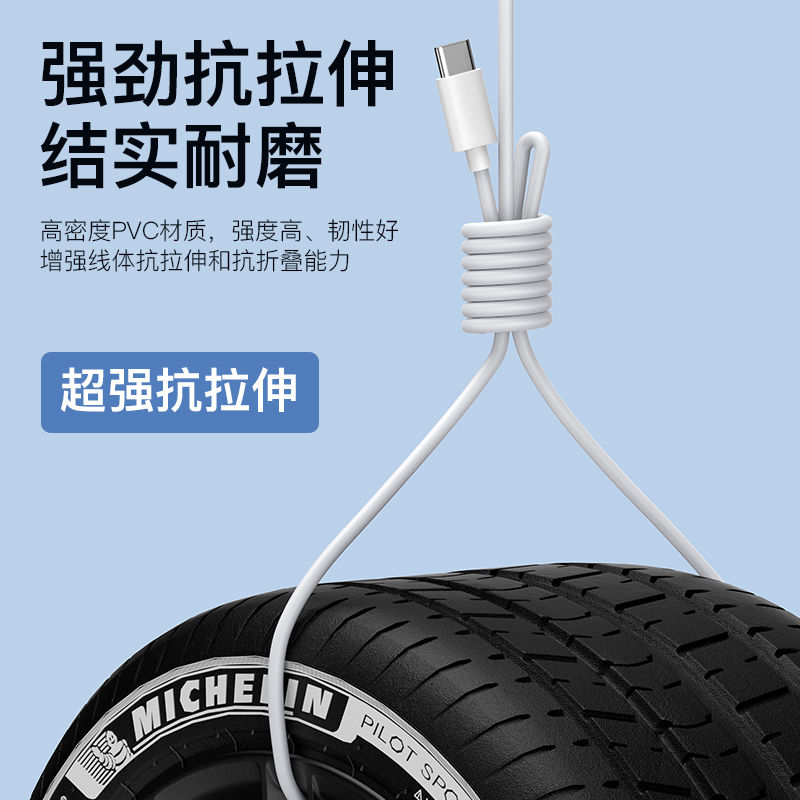 强劲抗拉伸
结实耐磨
高密度PVC材质，强度高、韧性好
增强线体抗拉伸和抗折叠能力
超强抗拉伸
MICHELIN
PILOT SPO